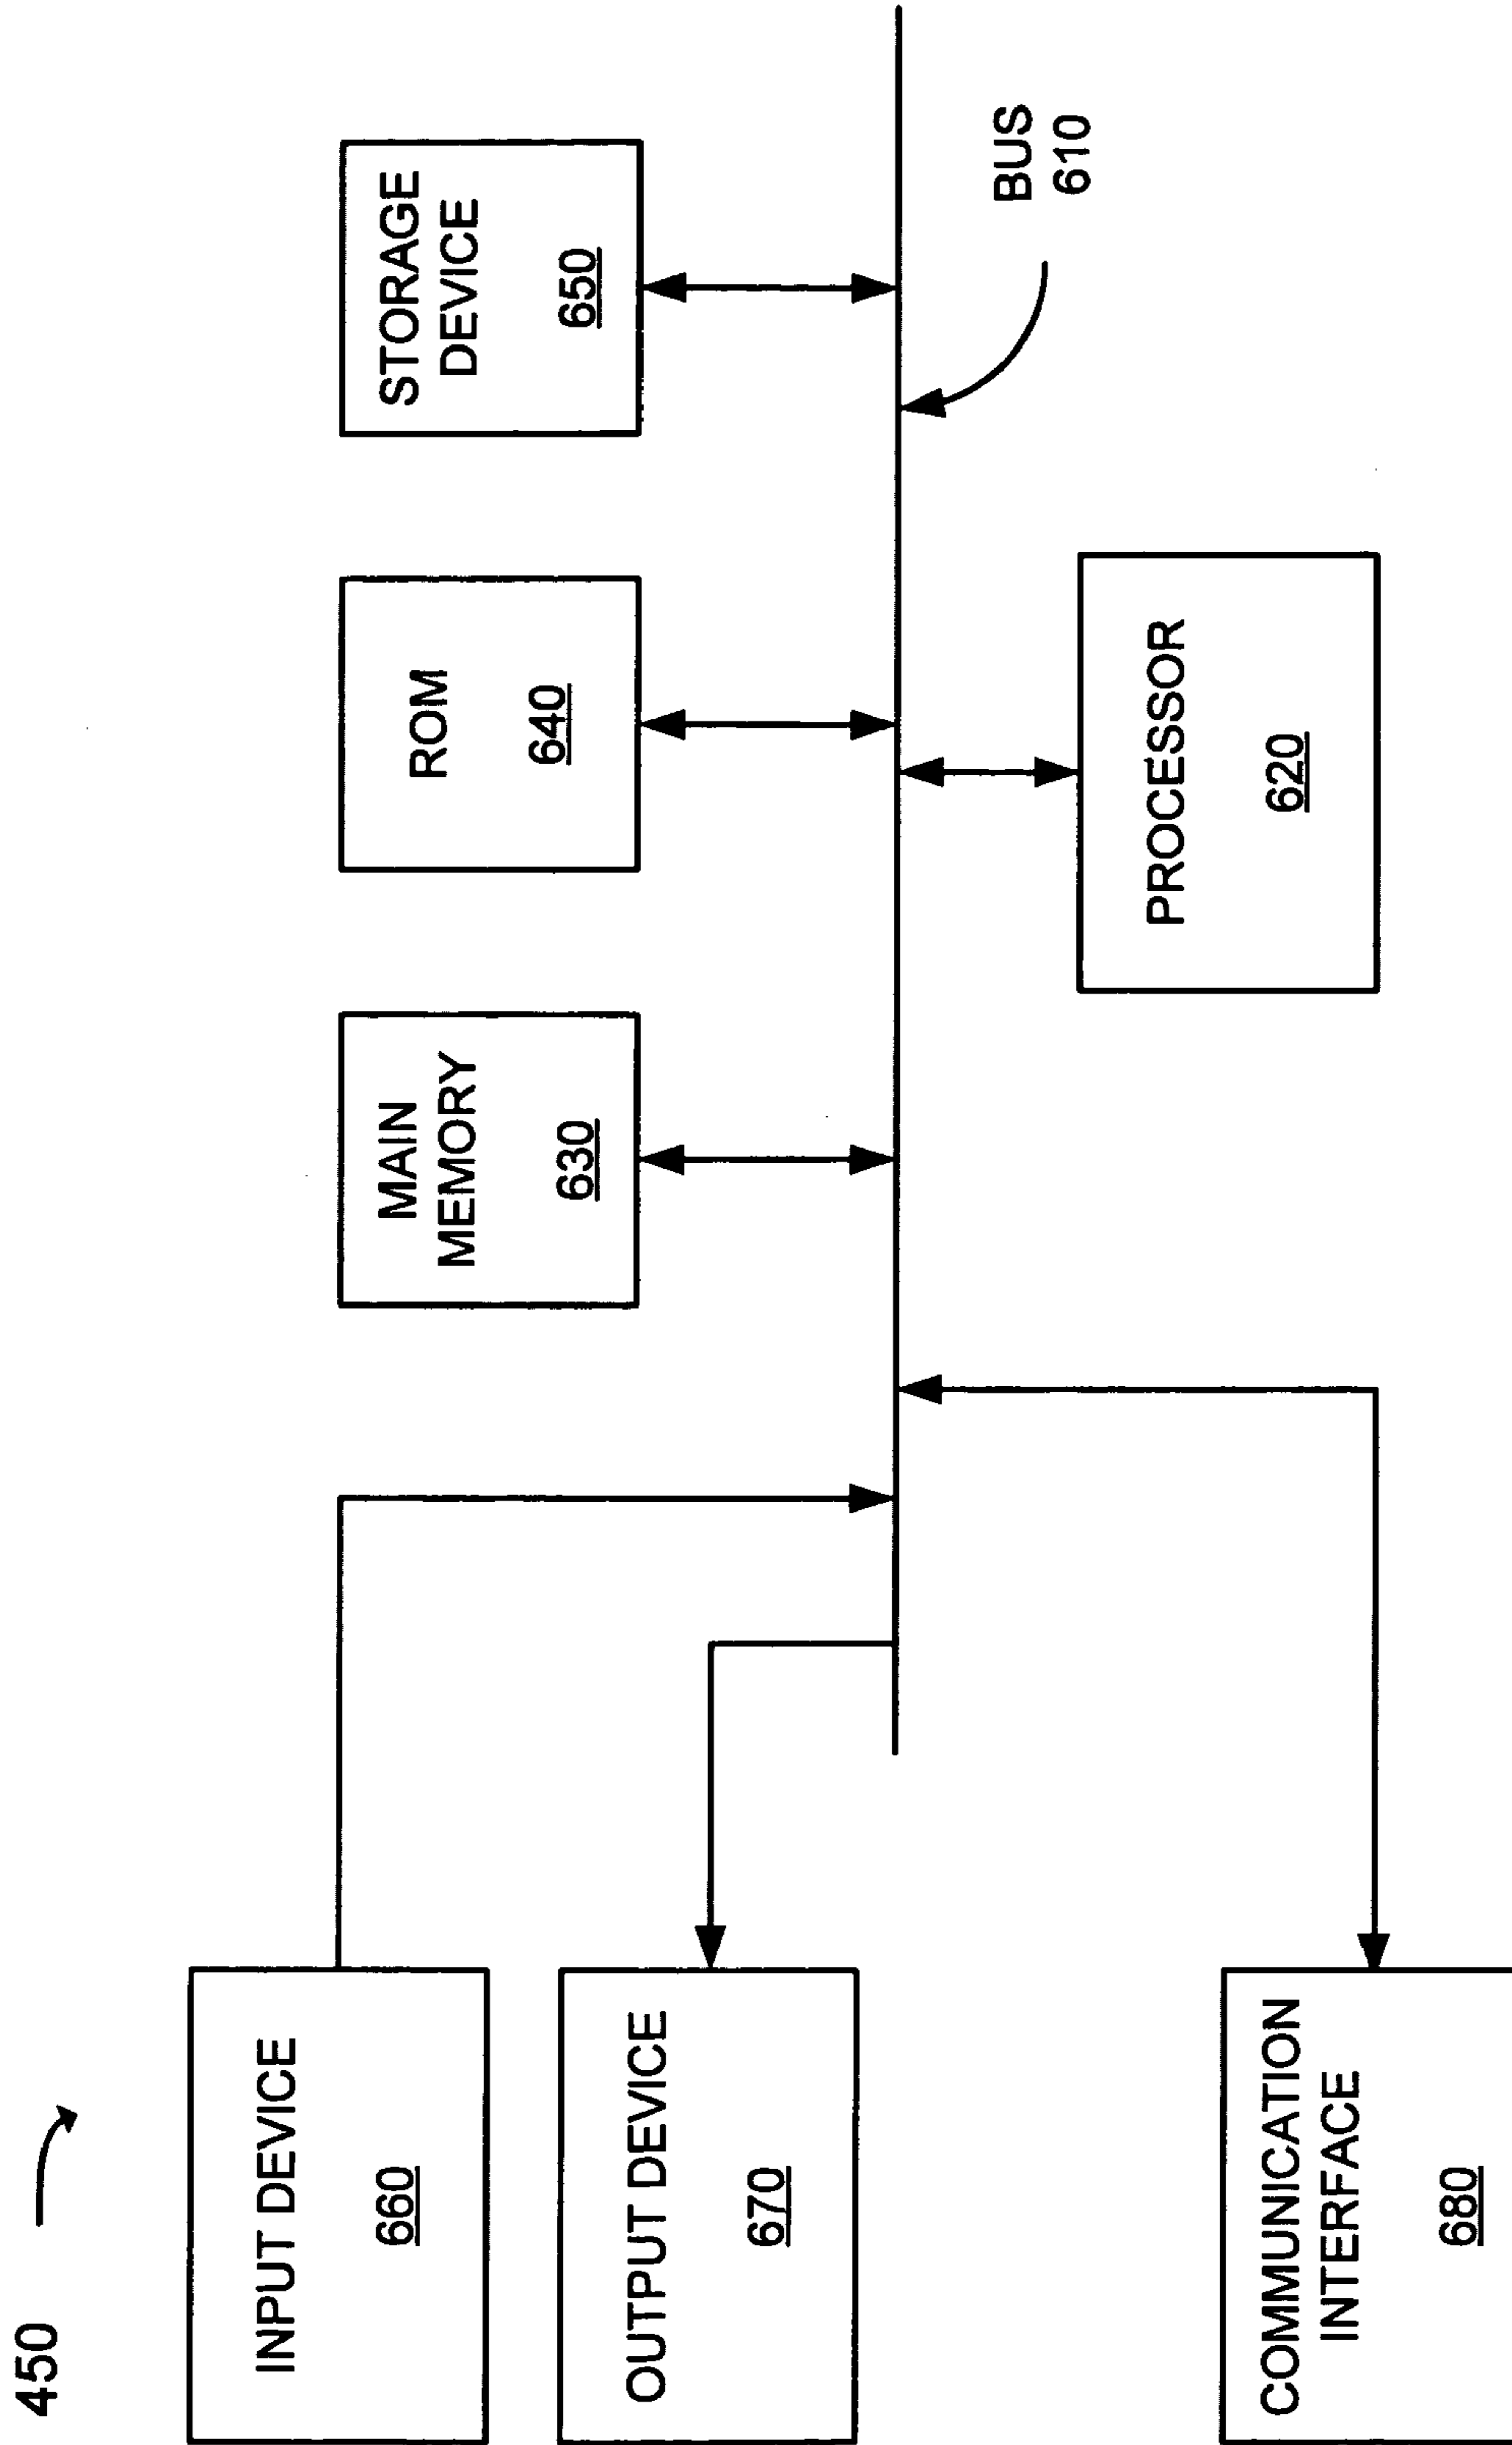 450
INPUT DEVICE
660
OUTPUT DEVICE
670
COMMUNICATION
INTERFACE
680
MAIN
MEMORY
630
ROM
640
STORAGE
DEVICE
650
PROCESSOR
620
BUS
610